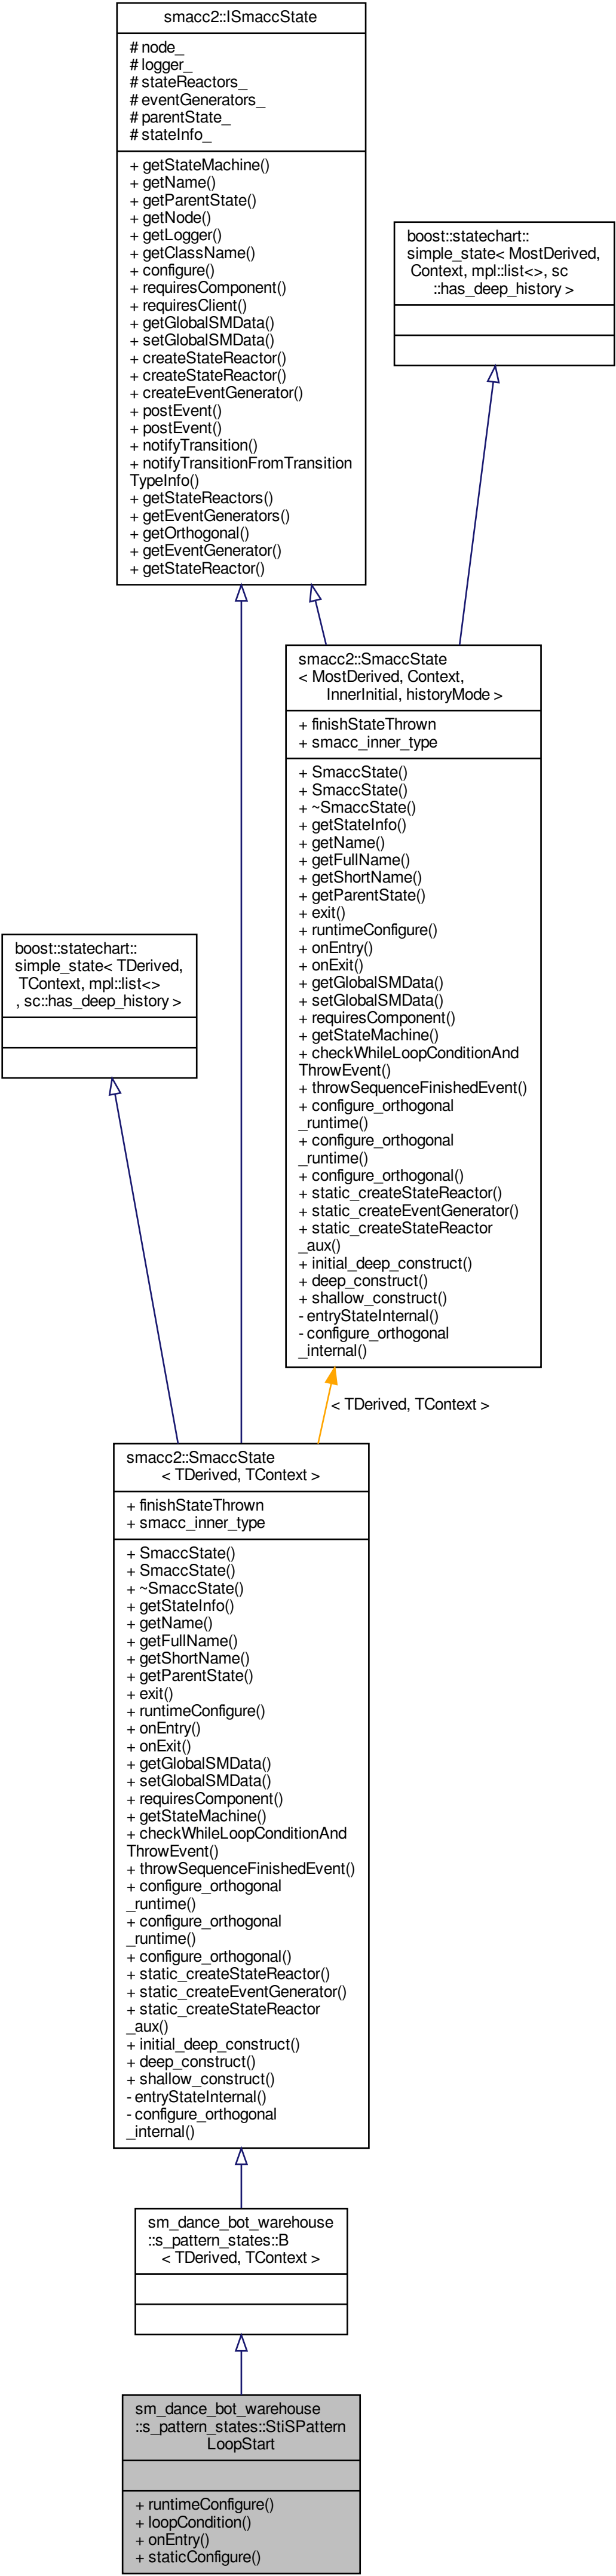 smacc2::ISmaccState
# node_
# logger_
# stateReactors_
# eventGenerators_
# parentState_
# stateInfo_
+ getStateMachine()
+ getName()
+ getParentState()
+ getNode()
+ getLogger()
+ getClassName()
+ configure()
+ requiresComponent()
+ requiresClient()
+ getGlobalSMData()
+ setGlobalSMData()
+ createStateReactor()
+ createStateReactor()
+ createEventGenerator()
+ postEvent()
+ postEvent()
+ notifyTransition()
+ notifyTransitionFromTransition
TypeInfo()
+ getStateReactors()
+ getEventGenerators()
+ getOrthogonal()
+ getEventGenerator()
+ getStateReactor()
boost::statechart::
simple_state< MostDerived,
Context, mpl::list<>, sc
::has_deep_history >
smacc2::SmaccState
< MostDerived, Context,
InnerInitial, historyMode >
+ finishStateThrown
+ smacc_inner_type
+ SmaccState()
+ SmaccState()
+ ~SmaccState()
+ getStateInfo()
+ getName()
+ getFullName()
+ getShortName()
+ getParentState()
+ exit()
+ runtimeConfigure()
+ onEntry()
+ onExit()
+ getGlobalSMData()
+ setGlobalSMData()
+ requiresComponent()
+ getStateMachine()
+ checkWhileLoopConditionAnd
ThrowEvent()
+ throwSequenceFinishedEvent()
+ configure_orthogonal
_runtime()
+ configure_orthogonal
_runtime()
+ configure_orthogonal()
+ static_createStateReactor()
+ static_createEventGenerator()
+ static_createStateReactor
_aux()
+ initial_deep_construct()
+ deep_construct()
+ shallow_construct()
- entryStateInternal()
- configure_orthogonal
_internal()
boost::statechart::
simple_state< TDerived,
TContext, mpl::list<>
, sc::has_deep_history >
< TDerived, TContext >
smacc2::SmaccState
< TDerived, TContext >
+ finishStateThrown
+ smacc_inner_type
+ SmaccState()
+ SmaccState()
+ ~SmaccState()
+ getStateInfo()
+ getName()
+ getFullName()
+ getShortName()
+ getParentState()
+ exit()
+ runtimeConfigure()
+ onEntry()
+ onExit()
+ getGlobalSMData()
+ setGlobalSMData()
+ requiresComponent()
+ getStateMachine()
+ checkWhileLoopConditionAnd
ThrowEvent()
+ throwSequenceFinishedEvent()
+ configure_orthogonal
_runtime()
+ configure_orthogonal
_runtime()
+ configure_orthogonal()
+ static_createStateReactor()
+ static_createEventGenerator()
+ static_createStateReactor
_aux()
+ initial_deep_construct()
+ deep_construct()
+ shallow_construct()
- entryStateInternal()
- configure_orthogonal
_internal()
sm_dance_bot_warehouse
::s_pattern_states::B
< TDerived, TContext >
sm_dance_bot_warehouse
::s_pattern_states::StiSPattern
LoopStart
+ runtimeConfigure()
+ loopCondition()
+ onEntry()
+ staticConfigure()